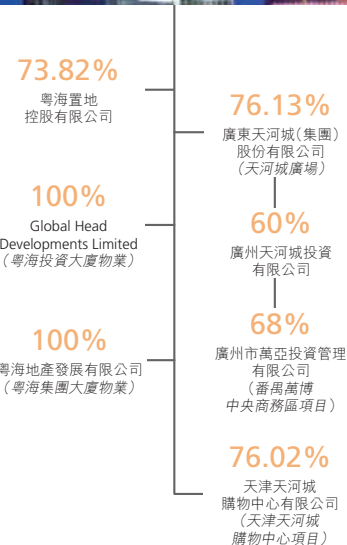 73.82%
粵海置地
控股有限公司
100%
Global Head
Developments Limited
（粵海投資大廈物業）
100%
粵海地產發展有限公司
（粵海集團大廈物業）
76.13%
廣東天河城（集團）
股份有限公司
（天河城廣場）
60%
廣州天河城投資
有限公司
68%
廣州市萬亞投資管理
有限公司
（番禺萬博
中央商務區項目）
76.02%
天津天河城
購物中心有限公司
（天津天河城
購物中心項目）